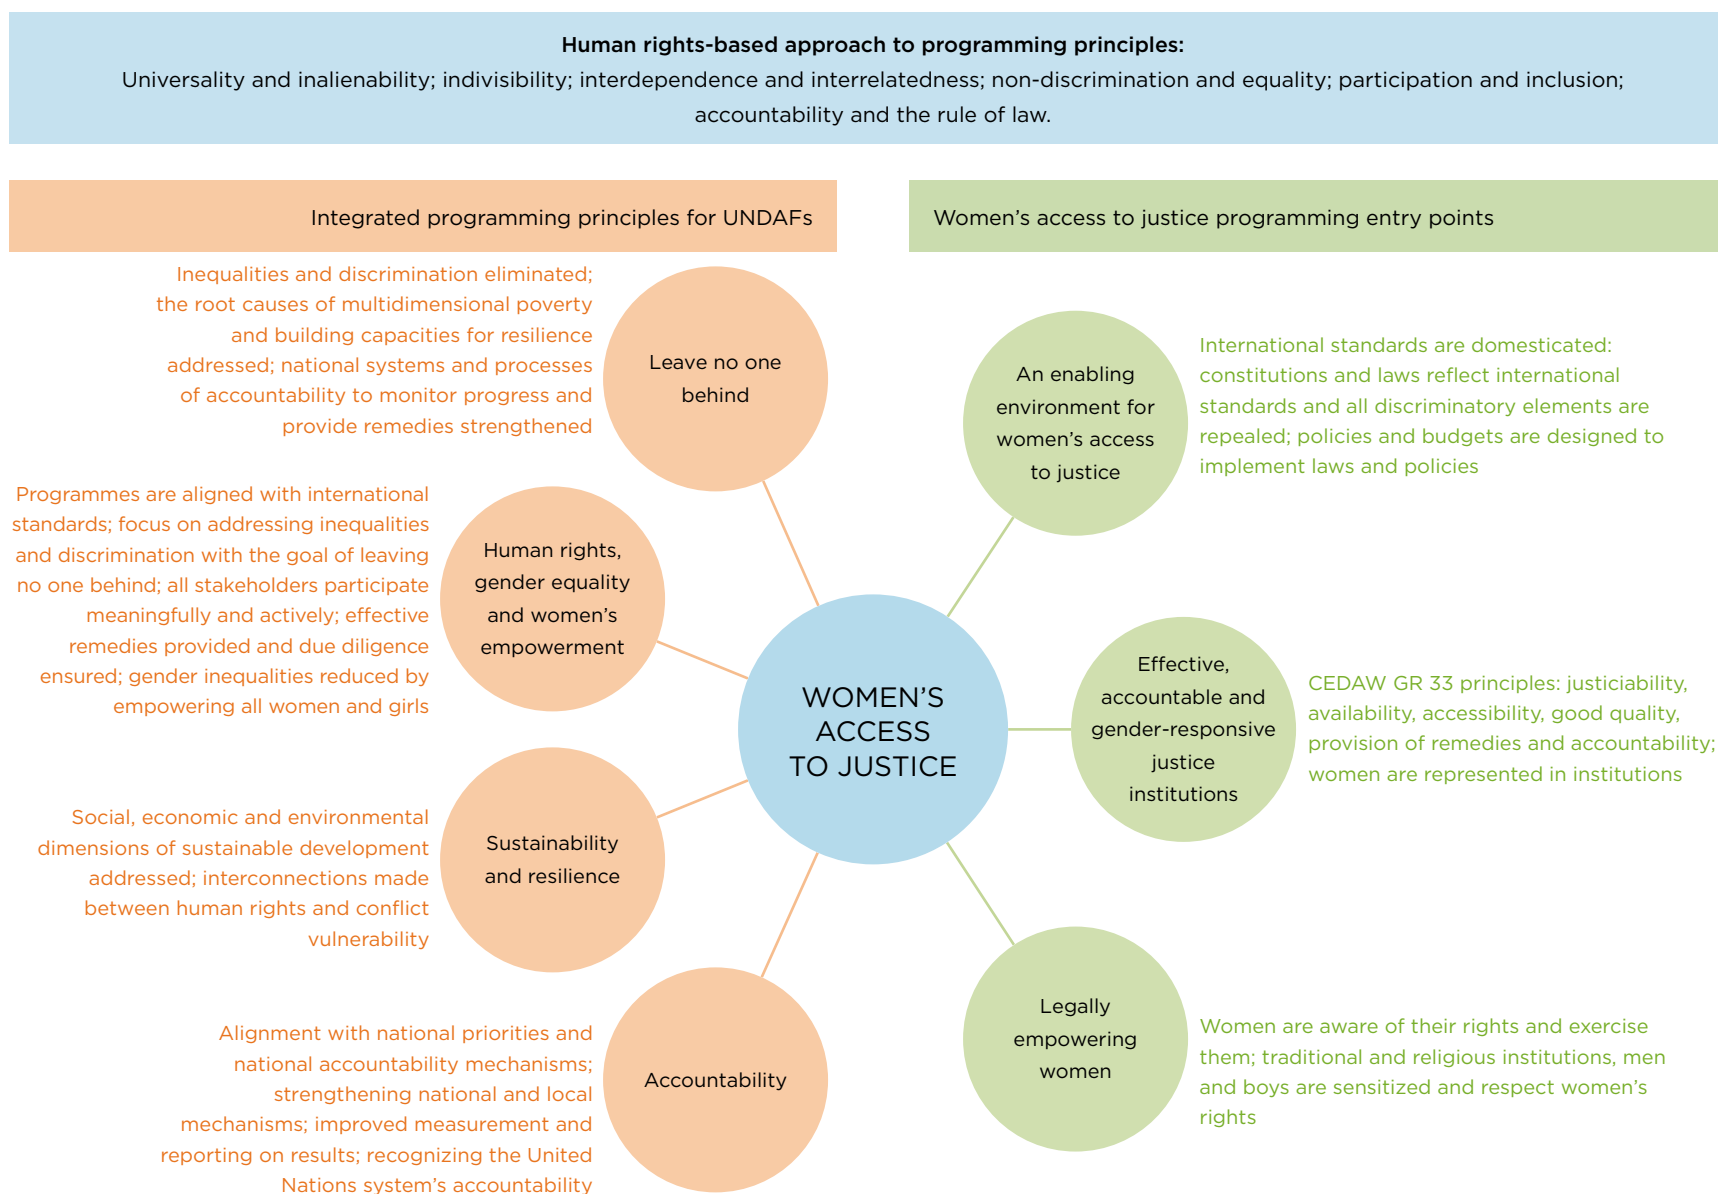 Human rights-based approach to programming principles:
Universality and inalienability; indivisibility; interdependence and interrelatedness; non-discrimination and equality; participation and inclusion;
accountability and the rule of law.
Integrated programming principles for UNDAFs
Inequalities and discrimination eliminated;
the root causes of multidimensional poverty
and building capacities for resilience
addressed; national systems and processes
of accountability to monitor progress and
provide remedies strengthened
Leave no one
behind
Programmes are aligned with international
standards; focus on addressing inequalities
and discrimination with the goal of leaving
no one behind; all stakeholders participate
meaningfully and actively; effective
remedies provided and due diligence
ensured; gender inequalities reduced by
empowering all women and girls
Human rights,
gender equality
and women’s
empowerment
Social, economic and environmental
dimensions of sustainable development
addressed; interconnections made
between human rights and conflict
vulnerability
Sustainability
and resilience
Alignment with national priorities and
national accountability mechanisms;
strengthening national and local
mechanisms; improved measurement and
reporting on results; recognizing the United
Nations system’s accountability
Accountability
WOMEN’S
ACCESS
TO JUSTICE
Women’s access to justice programming entry points
An enabling
environment for
women’s access
to justice
International standards are domesticated:
constitutions and laws reflect international
standards and all discriminatory elements are
repealed; policies and budgets are designed to
implement laws and policies
Effective,
accountable and
gender-responsive
justice
institutions
CEDAW GR 33 principles: justiciability,
availability, accessibility, good quality,
provision of remedies and accountability;
women are represented in institutions
Legally
empowering
women
Women are aware of their rights and exercise
them; traditional and religious institutions, men
and boys are sensitized and respect women’s
rights